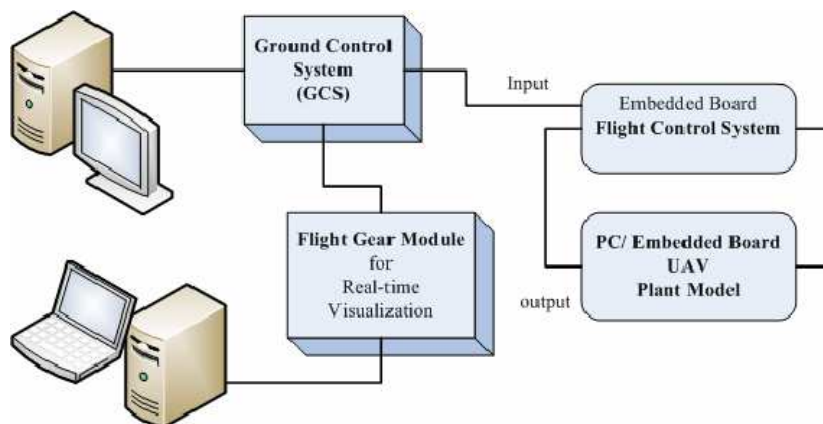 Ground Control
System
(GCS)
Input
Embedded Board
Flight Control System
Flight Gear Module
for
Real-time
Visualization
PC/ Embedded Board
UAV
Plant Model
output